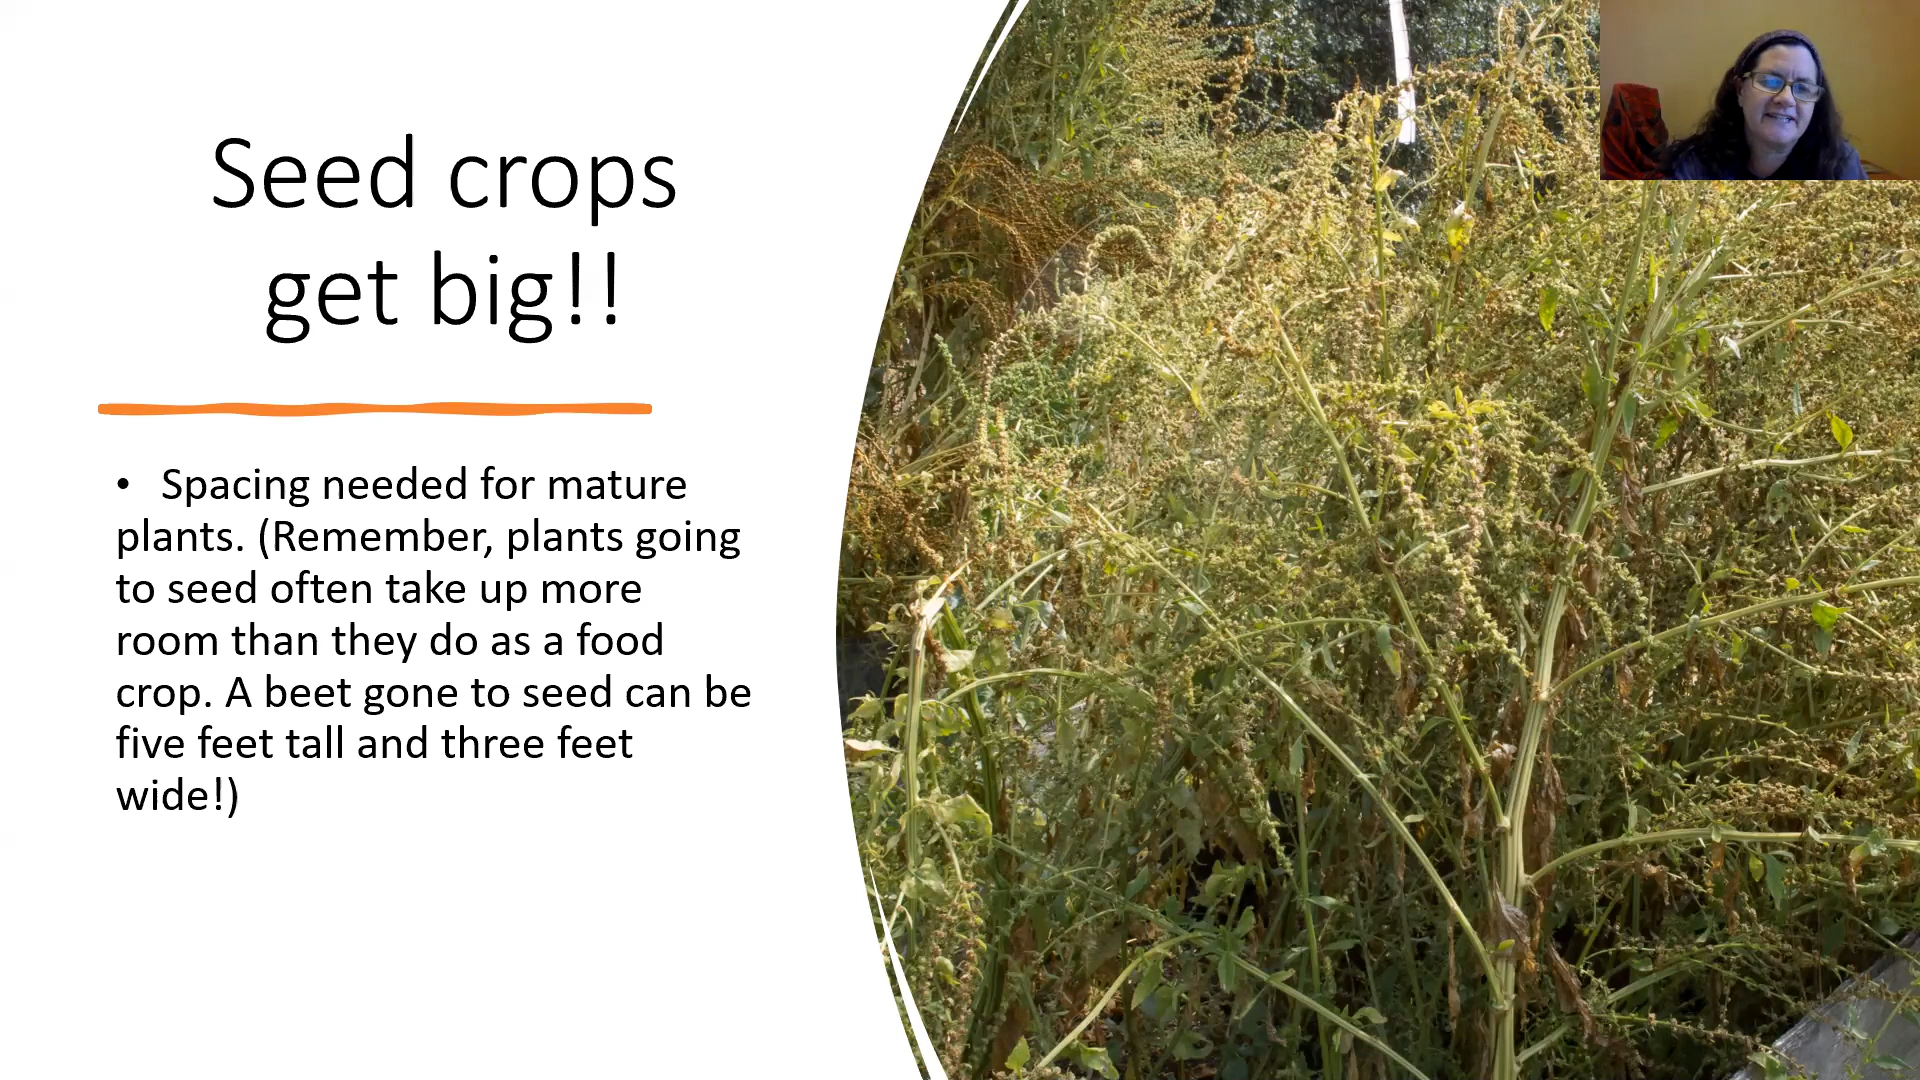 Seed crops
get big!!
• Spacing needed for mature
plants. (Remember, plants going
to seed often take up more
room than they do as a food
crop. A beet gone to seed can be
five feet tall and three feet
wide!)